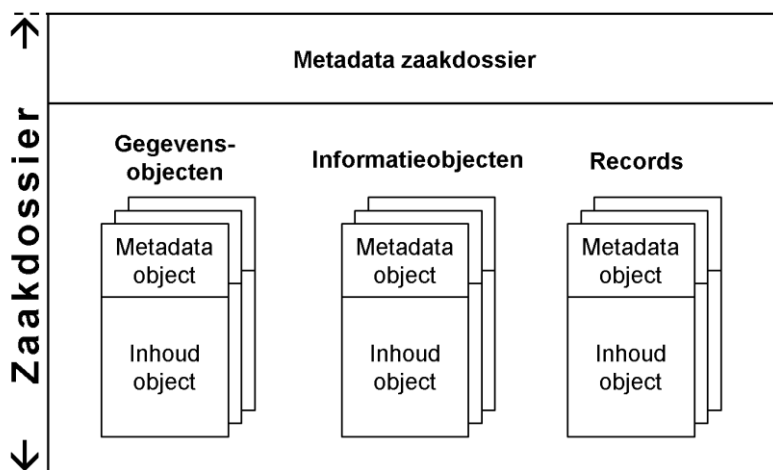 Zaakdossier
Metadata zaakdossier
Gegevens-
objecten
Metadata
object
Inhoud
object
Informatieobjecten
Metadata
object
Inhoud
object
Records
Metadata
object
Inhoud
object